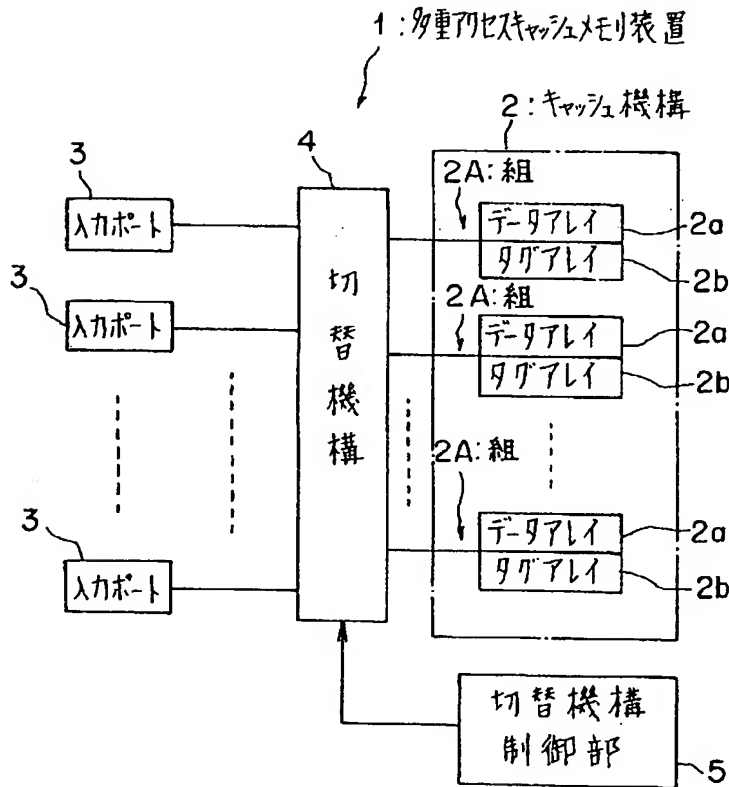 1:多重アクセスキャッシュメモリ装置
2:キャッシュ機構
3
4
2A:組
入力ポート
データアレイ
2a
タグアレイ
2b
3
2A:組
入力ポート
データアレイ
2a
タグアレイ
2b
切替機構
2A:組
3
データアレイ
2a
入力ポート
タグアレイ
2b
切替機構
制御部
5